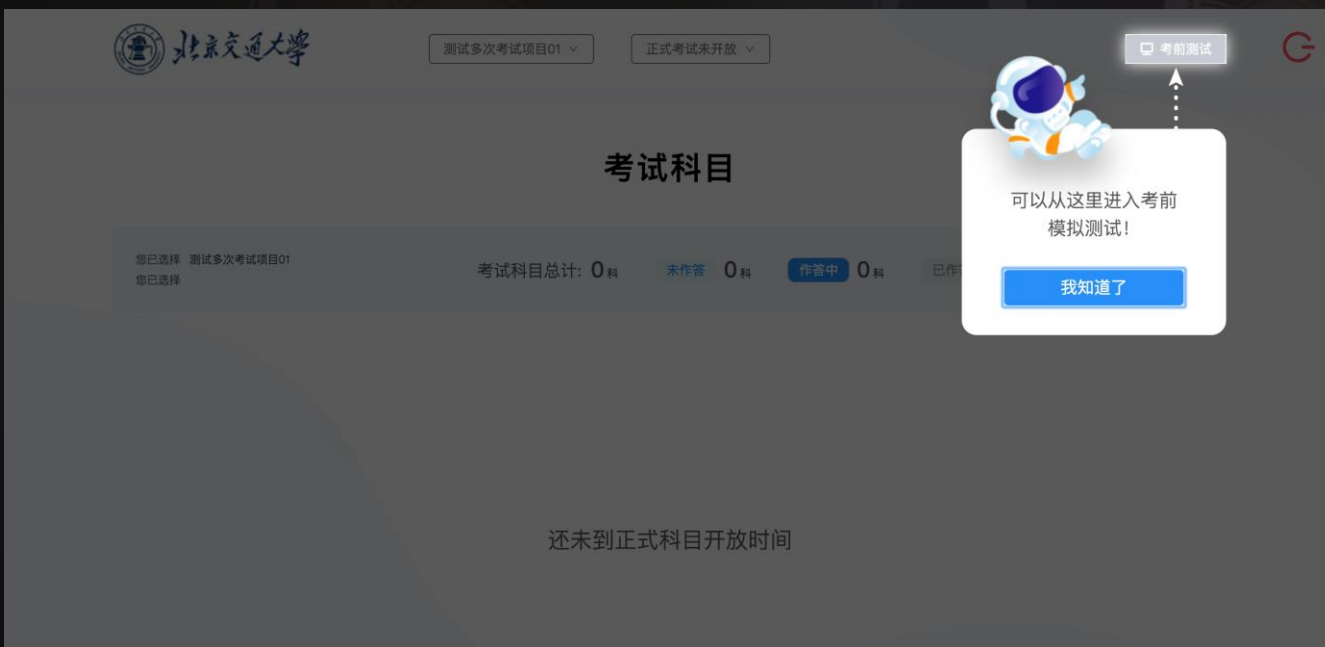 北京交通大学
测试多次考试项目01
正式考试未开放
考前测试
考试科目
可以从这里进入考前
模拟测试!
您已选择 测试多次考试项目01
您已选择
考试科目总计: 0 科 未作答 0 科 作答中 0 科 已作
我知道了
还未到正式科目开放时间